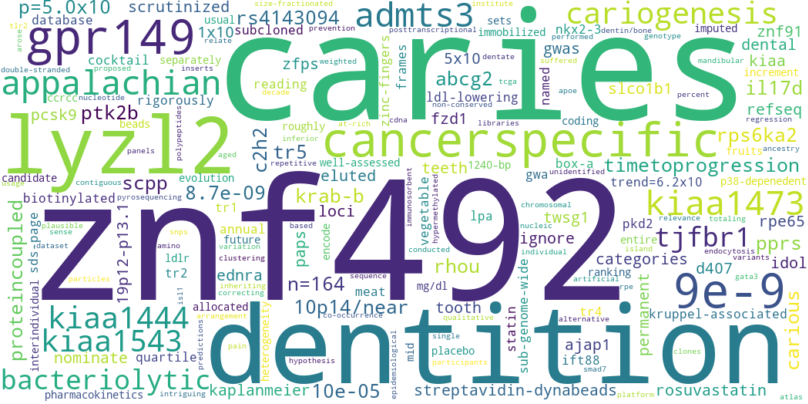 p=5.0x10
database
scrutinized
rs4143094
admts3
cariogenesis
gpr149
usual
1x10
subcloned
cocktail
separately
double-stranded
proposed
reading
zfps
frames
zinc-fingers
caries
immobilized
posttranscriptional
performed
nkx2-3
genotype
sets
gwas
dentin/bone
imputed
znf91
dental
kiaa
increment
suffered
appalachian
nucleotide
inserts
ccrcc
pcsk9
rigorously
beads
ptk2b
named
5x10
abcg2
ldl-lowering
apoe
non-conserved
cdna
percent
coding
mandibular
slco1b1
il17d
refseq
regression
lyzl2
panels
candidate
polypeptides
aged
c2h2
tr5
roughly
inferior
fzd1
libraries
cancerspecific
rps6ka2
fruits
ancestry
scpp
evolution
repetitive
well-assessed
teeth
1240-bp
box-a
unidentified
timetoprogression
biotinylated
8.7e-09
eluted
krab-b
loci
usage
contiguous
pyrosequencing
tr1
annual
future
variation
plausible
sense
dataset
island
19p12-p13.1
znf492
vegetable
hypermethylated
immunosorbent
gwa
lpa
chromosomal
nucleic
twsg1
trend=6.2x10
p38-depenedent
pkd2
relevance
totaling
entire
kiaa1473
rpe65
tjfbr1
pprs
proteincoupled
interindividual
sds-page
ldlr
tr2
snps
amino
clustering
ednra
paps
encode
based
ignore
n=164
categories
idol
endocytosis
variants
rhou
ranking
d407
rpe
9e-9
particles
kiaa1444
allocated
inheriting
correcting
isl1
10p14/near
meat
mg/dl
sequence
conducted
co-occurrence
tooth
individual
artificial
sub-genome-wide
tr4
kruppel-associated
gata3
permanent
carious
kiaa1543
arrangement
pain
heterogeneity
qualitative
mid
statin
alternative
ajap1
clones
nominate
quartile
predictions
dentition
hypothesis
single
placebo
epidemiological
ift88
smad7
bacteriolytic
kaplanmeier
participants
pharmacokinetics
intriguing
10e-05
streptavidin-dynabeads
rosuvastatin
platform
atlas
size-fractionated
tlr2
arose
relate
prevention
weighted
institute
dentate
tcga
decade